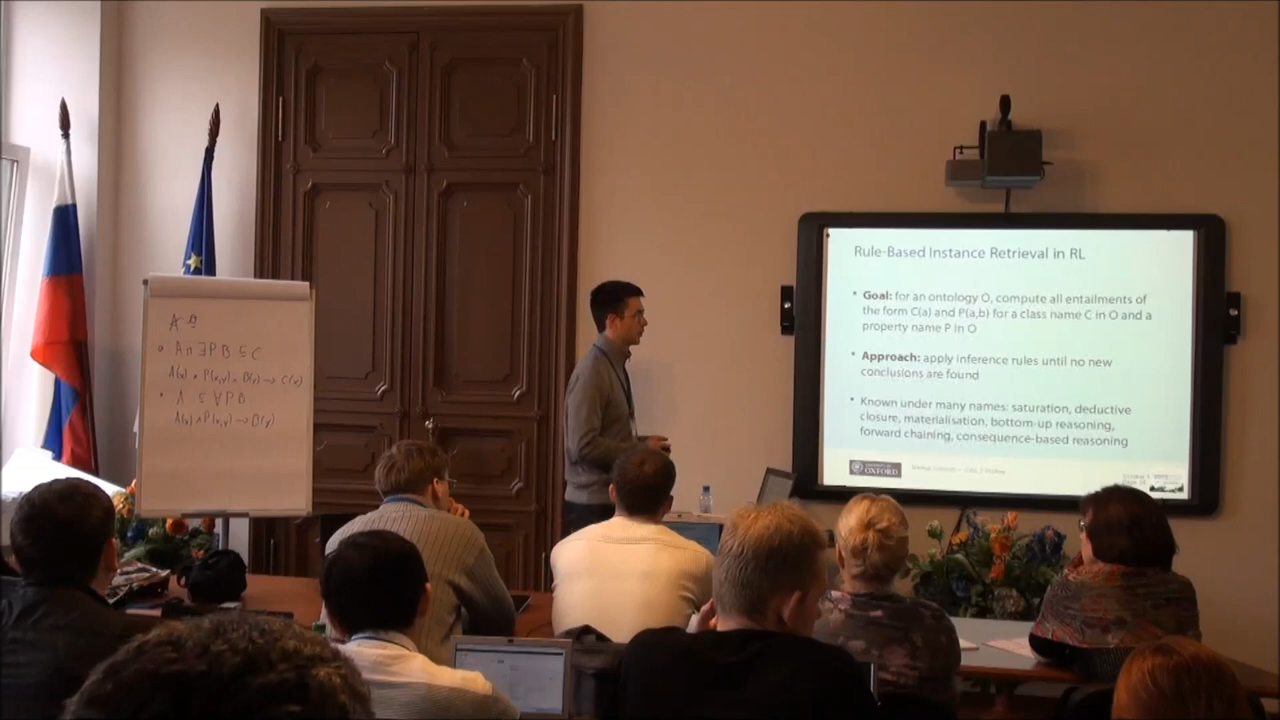 A
A ⊓ ∃P.B ⊑ C
A(x) ∧ P(x,y) ∧ B(y) → C(x)
A ⊑ ∀P.B
A(x) ∧ P(x,y) → B(y)
Rule-Based Instance Retrieval in RL
• Goal: for an ontology O, compute all entailments of
the form C(a) and P(a,b) for a class name C in O and a
property name P in O
• Approach: apply inference rules until no new
conclusions are found
• Known under many names: saturation, deductive
closure, materialisation, bottom-up reasoning,
forward chaining, consequence-based reasoning
UNIVERSITY OF
OXFORD